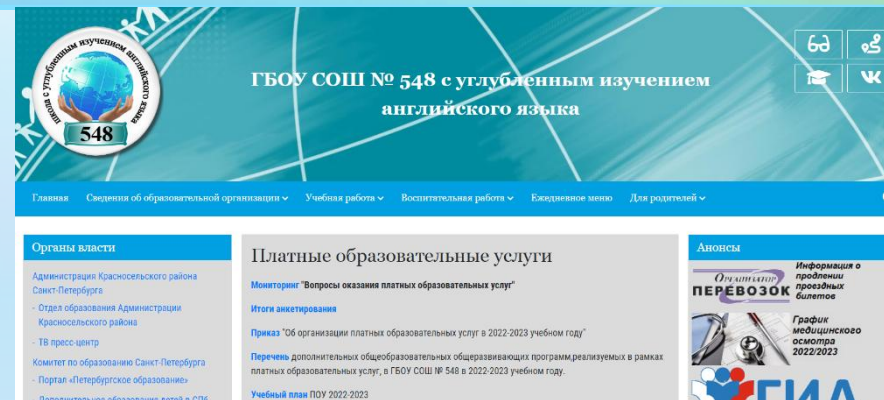 школа с углубленным изучением английского языка
548
ГБОУ СОШ № 548 с углубленным изучением
английского языка
Главная Сведения об образовательной организации Учебная работа Воспитательная работа Ежедневное меню Для родителей
Органы власти
Администрация Красносельского района
Санкт-Петербурга
- Отдел образования Администрации
Красносельского района
- ТВ пресс-центр
Комитет по образованию Санкт-Петербурга
- Портал «Петербургское образование»
- Дополнительное образование детей в СПб
Платные образовательные услуги
Мониторинг "Вопросы оказания платных образовательных услуг"
Итоги анкетирования
Приказ "Об организации платных образовательных услуг в 2022-2023 учебном году"
Перечень дополнительных общеобразовательных общеразвивающих программ,реализуемых в рамках
платных образовательных услуг, в ГБОУ СОШ № 548 в 2022-2023 учебном году.
Учебный план ПОУ 2022-2023
Анонсы
Организатор
ПЕРЕВОЗОК
Информация о
продлении
проездных
билетов
График
медицинского
осмотра
2022/2023
ГИА